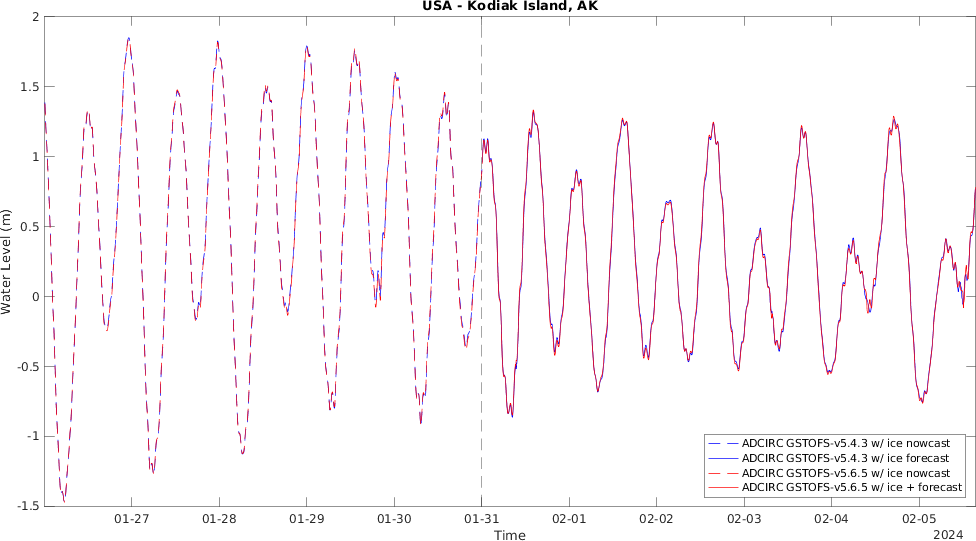 USA - Kodiak Island, AK
2
1.5
1
0.5
0
-0.5
-1
-1.5
Water Level (m)
01-27 01-28 01-29 01-30 01-31 02-01 02-02 02-03 02-04 02-05
Time
2024
ADCIRC GSTOFS-v5.4.3 w/ ice nowcast
ADCIRC GSTOFS-v5.4.3 w/ ice forecast
ADCIRC GSTOFS-v5.6.5 w/ ice nowcast
ADCIRC GSTOFS-v5.6.5 w/ ice + forecast